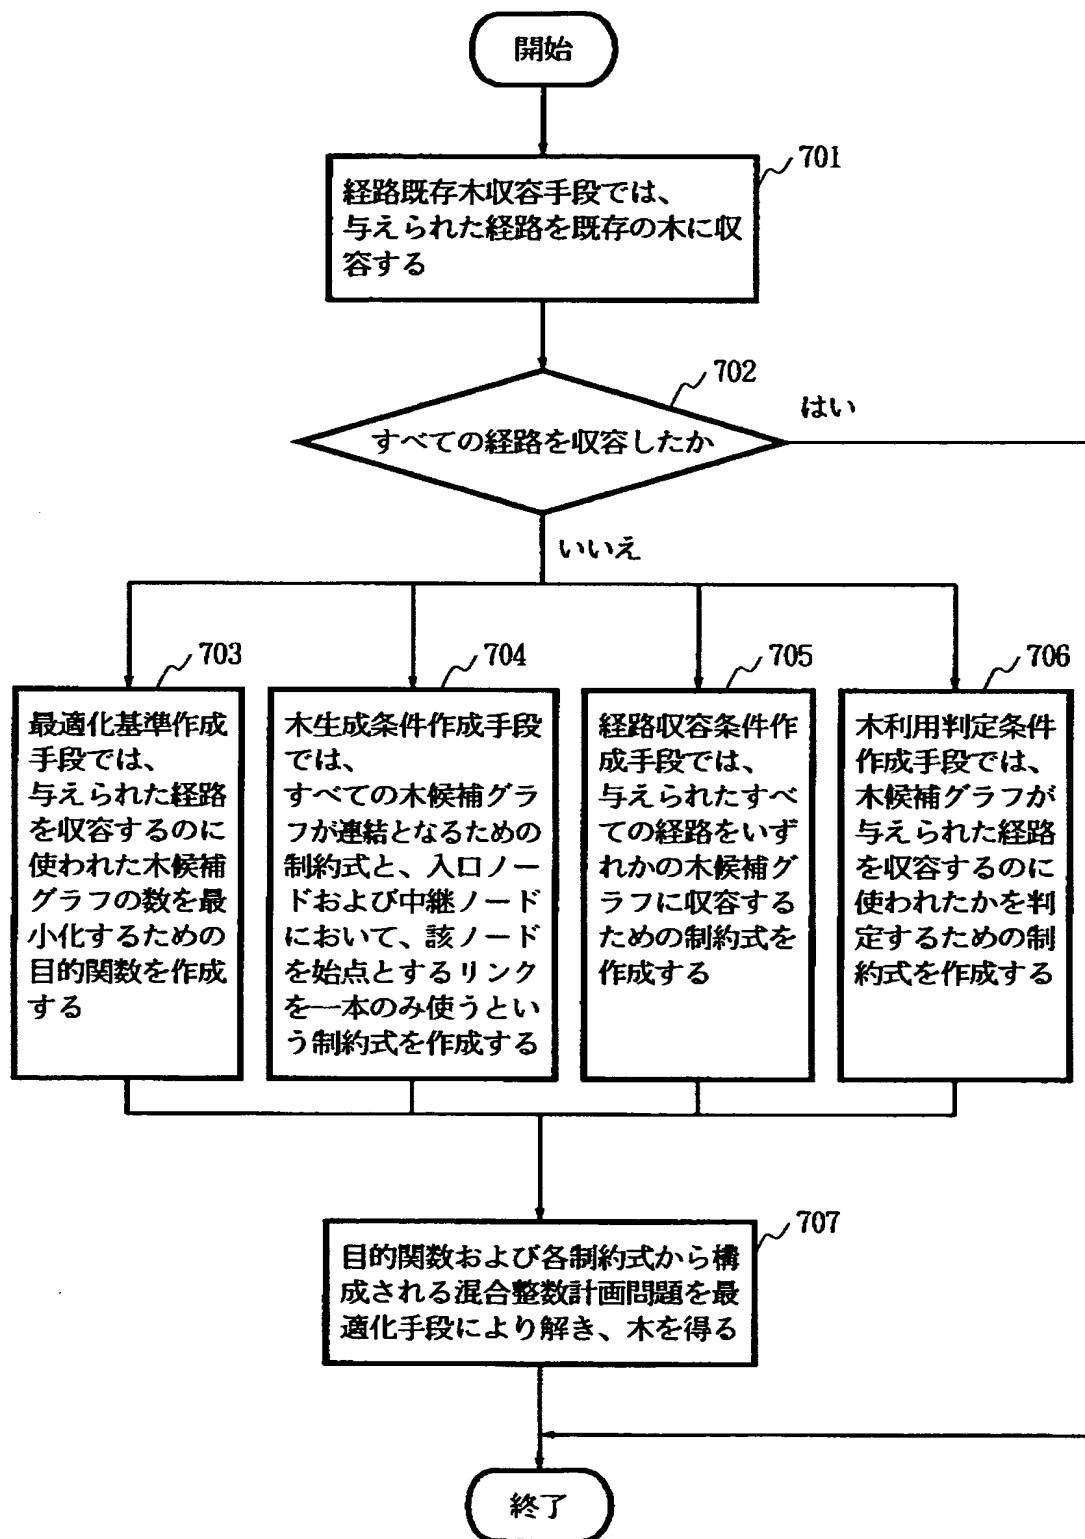 開始
701
経路既存木収容手段では、
与えられた経路を既存の木に収
容する
702
すべての経路を収容したか
はい
いいえ
703
最適化基準作成
手段では、
与えられた経路
を収容するのに
使われた木候補
グラフの数を最
小化するための
目的関数を作成
する
704
木生成条件作成手段
では、
すべての木候補グラ
フが連結となるための
制約式と、入口ノー
ドおよび中継ノード
において、該ノード
を始点とするリンク
を一本のみ使うとい
う制約式を作成する
705
経路収容条件作
成手段では、
与えられたすべ
ての経路をいず
れかの木候補グ
ラフに収容する
ための制約式を
作成する
706
木利用判定条件
作成手段では、
木候補グラフが
与えられた経路
を収容するのに
使われたかを判
定するための制
約式を作成する
707
目的関数および各制約式から構
成される混合整数計画問題を最
適化手段により解き、木を得る
終了